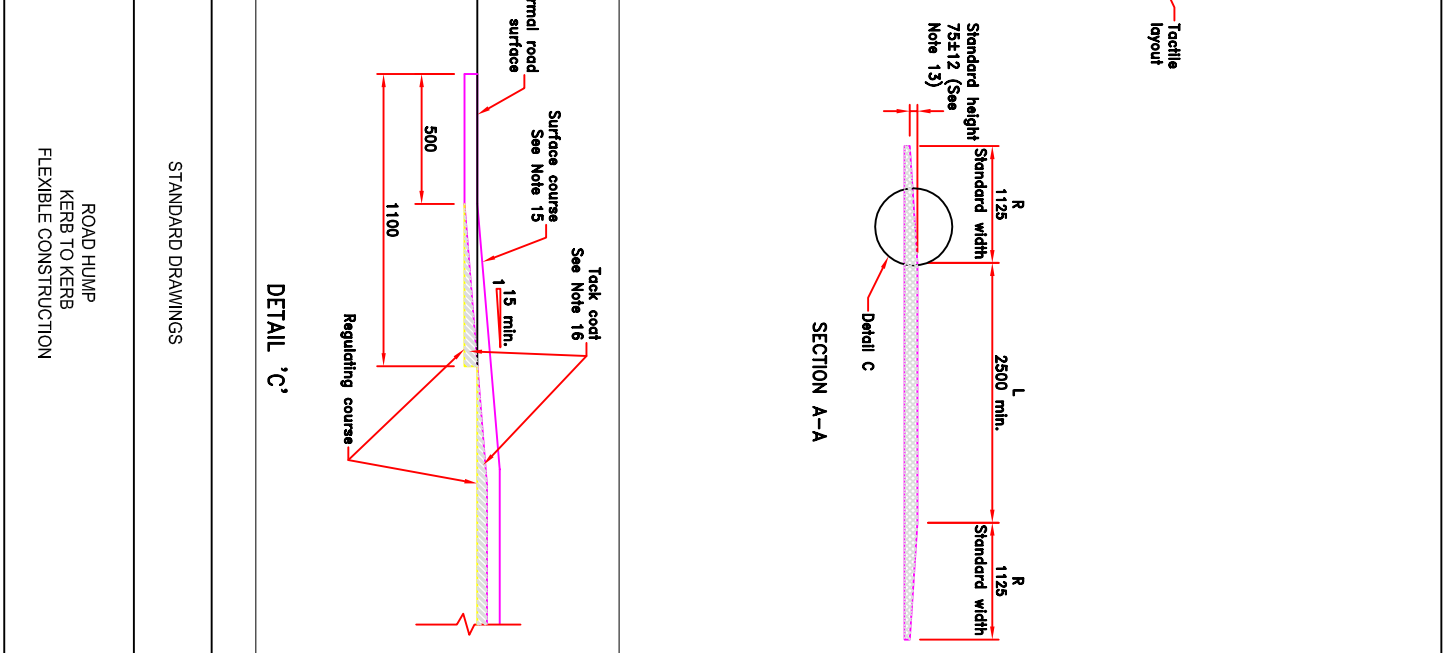 Tactile
layout
Standard height
75±12 (See
Note 13)
R
1125
Standard width
L
2500 min.
R
1125
Standard width
Detail C
SECTION A–A
rmal road
surface
Surface course
See Note 15
Tack coat
See Note 16
15 min.
1
500
1100
Regulating course
DETAIL 'C'
STANDARD DRAWINGS
ROAD HUMP
KERB TO KERB
FLEXIBLE CONSTRUCTION